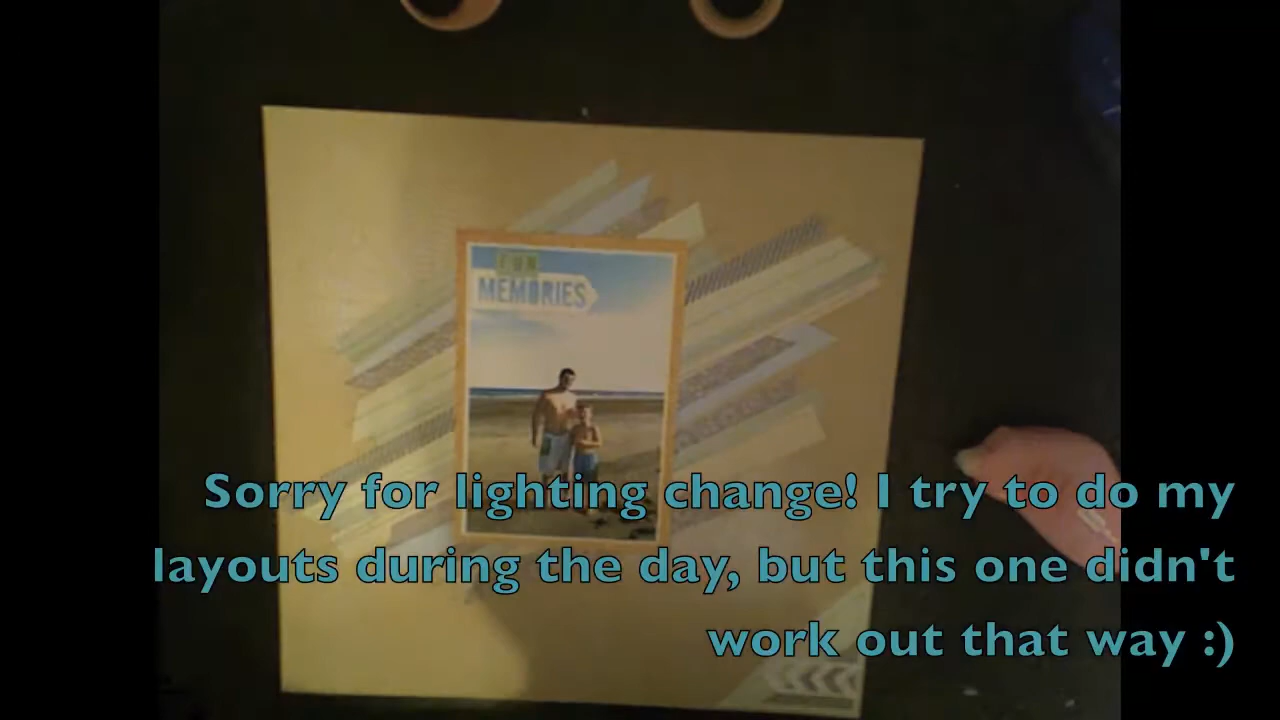 FUN
MEMORIES
Sorry for lighting change! I try to do my
layouts during the day, but this one didn't
work out that way :)